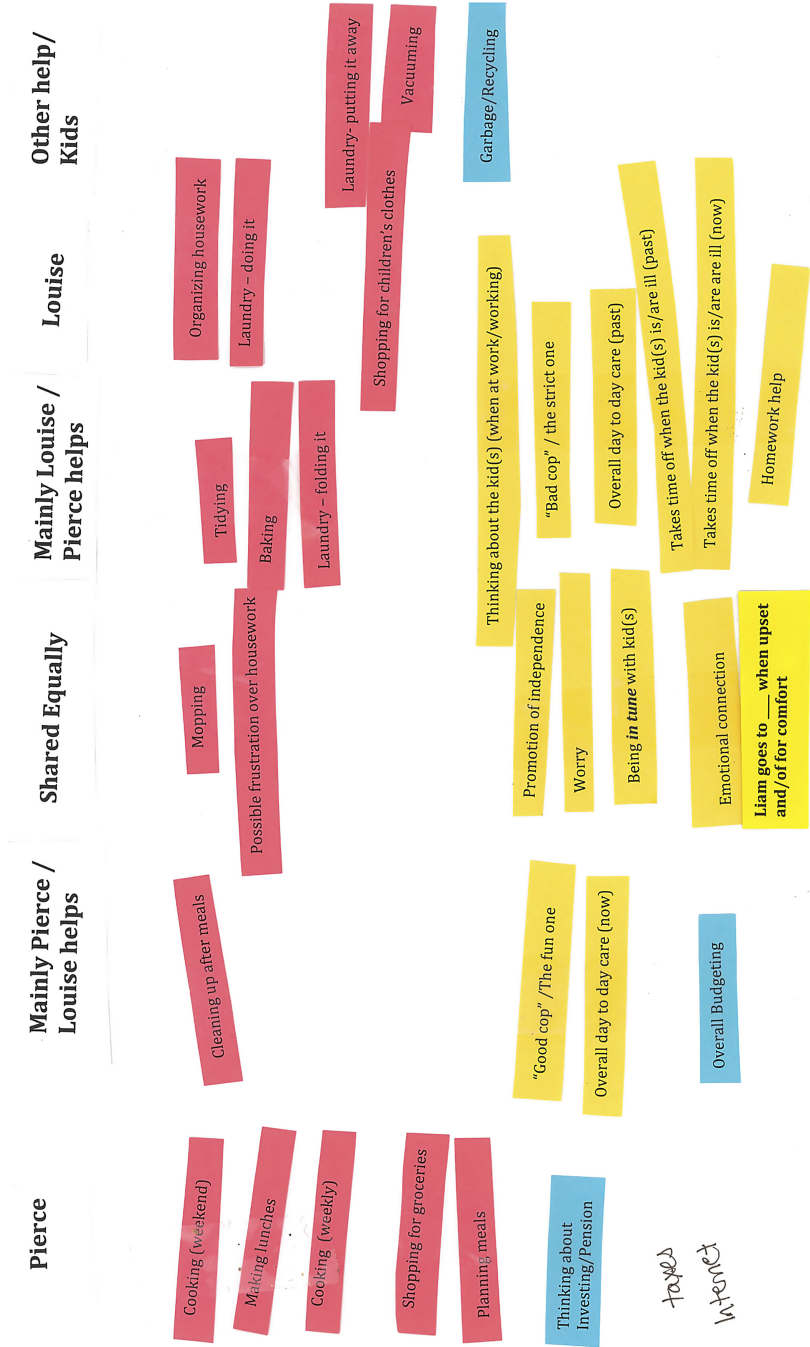 Pierce
Cooking (weekend)
Making lunches
Cooking (weekly)
Shopping for groceries
Planning meals
Thinking about
Investing/Pension
taxes
Internet
Mainly Pierce /
Louise helps
Cleaning up after meals
"Good cop" /The fun one
Overall day to day care (now)
Overall Budgeting
Shared Equally
Mopping
Possible frustration over housework
Promotion of independence
Worry
Being in tune with kid(s)
Emotional connection
Liam goes to ___ when upset
and/of for comfort
Mainly Louise /
Pierce helps
Tidying
Baking
Laundry – folding it
Thinking about the kid(s) (when at work/working)
"Bad cop" / the strict one
Overall day to day care (past)
Takes time off when the kid(s) is/are ill (past)
Takes time off when the kid(s) is/are are ill (now)
Homework help
Louise
Organizing housework
Laundry – doing it
Shopping for children's clothes
Other help/
Kids
Laundry- putting it away
Vacuuming
Garbage/Recycling